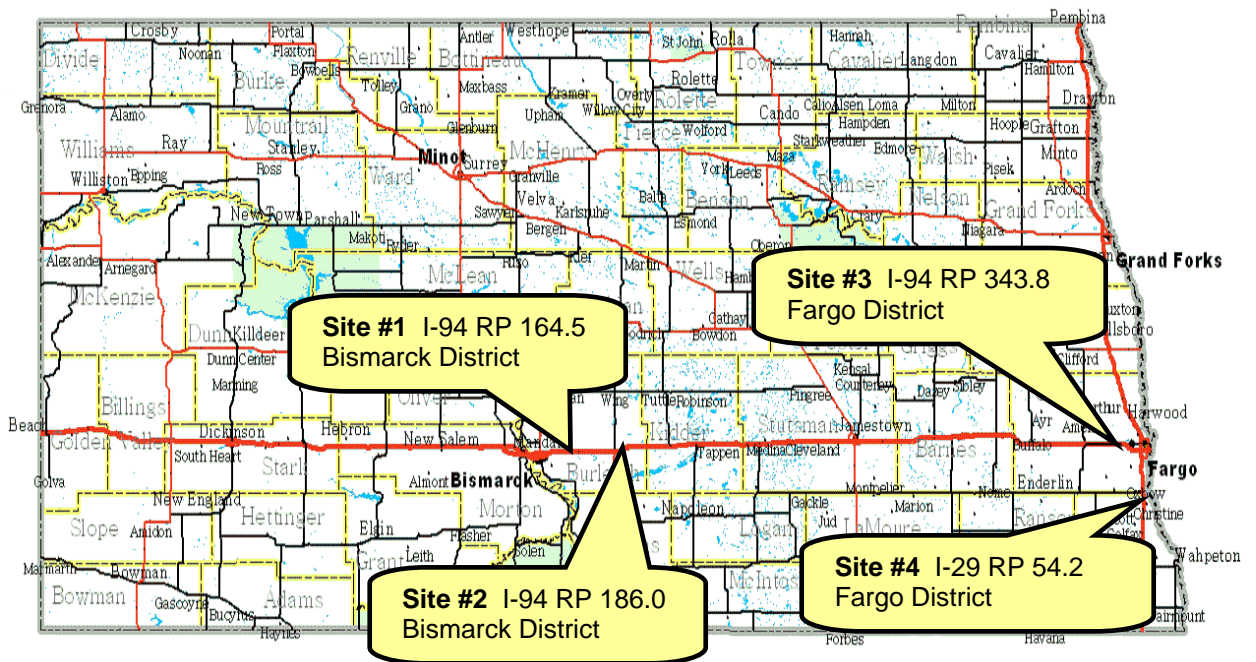 Pembina
Pembina
Crosby
Portal
Antler
Westhope
St John
Rolla
Hannah
Cavalier
Noonan
Flaxton
Renville
Bottineau
Towner
Cavalier
Langdon
Divide
Bowbells
Rolette
Hamilton
Burke
Tolley
Maxbass
Kramer
Overly
Rolette
Drayton
Grenora
Alamo
Grano
Upham
Willow City
Cando
Calio
Alsen
Loma
Milton
Mountrail
Glenburn
Pierce
Wolford
Hampden
Hoople
Grafton
Williams
Ray
Stanley
Minot
Surrey
McHenry
Starkweather
Edmore
Walsh
Minto
Ross
Ward
Granville
York
Leeds
Pisek
Williston
Epping
Velva
Balta
Benson
Ramsey
Nelson
Ardoch
New Town
Parshall
Sawyer
Karlsruhe
Esmond
Crary
Grand Forks
Makoti
Ryder
Bergen
Oberon
Niagara
Alexander
Arnegard
McLean
Ruso
Kief
Martin
Wells
Grand Forks
McKenzie
Site #3 I-94 RP 343.8
Fargo District
Site #1 I-94 RP 164.5
Bismarck District
Dunn
Killdeer
Cathay
Bowdon
Dunn Center
Clifford
Manning
Kensal
Courtenay
Dazey
Sibley
Billings
Oliver
Wing
Tuttle
Robinson
Pingree
Ayr
Harwood
Beach
Golden Valley
Dickinson
Hebron
New Salem
Mandan
Kidder
Stutsman
Jamestown
Buffalo
South Heart
Stark
Tappen
Medina
Cleveland
Barnes
Fargo
Golva
Almont
Bismarck
Montpelier
Enderlin
New England
Morton
Napoleon
Gackle
Marion
Nome
Oxbow
Christine
Slope
Hettinger
Logan
Jud
LaMoure
Amidon
Elgin
Flasher
Colfax
Grant
Leith
Solen
Wahpeton
Marmarth
Bowman
Bowman
Adams
Site #2 I-94 RP 186.0
Bismarck District
Site #4 I-29 RP 54.2
Fargo District
Gascoyne
Bucyrus
Haynes
Forbes
Havana